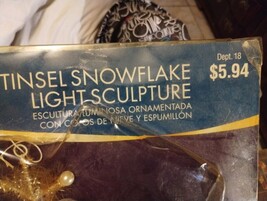 Dept. 18
$5.94
TINSEL SNOWFLAKE
LIGHT SCULPTURE
ESCULTURA LUMINOSA ORNAMENTADA
CON COPOS DE NIEVE Y ESPUMILLON